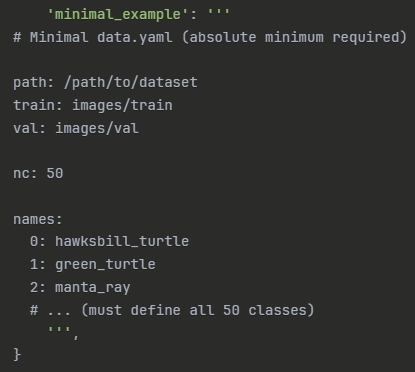 'minimal_example': '''
# Minimal data.yaml (absolute minimum required)
path: /path/to/dataset
train: images/train
val: images/val
nc: 50
names:
0: hawksbill_turtle
1: green_turtle
2: manta_ray
# ... (must define all 50 classes)
''',
}